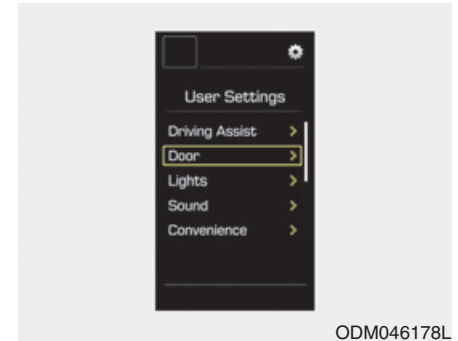 User Settings
Driving Assist >
Door >
Lights >
Sound >
Convenience >
ODM046178L